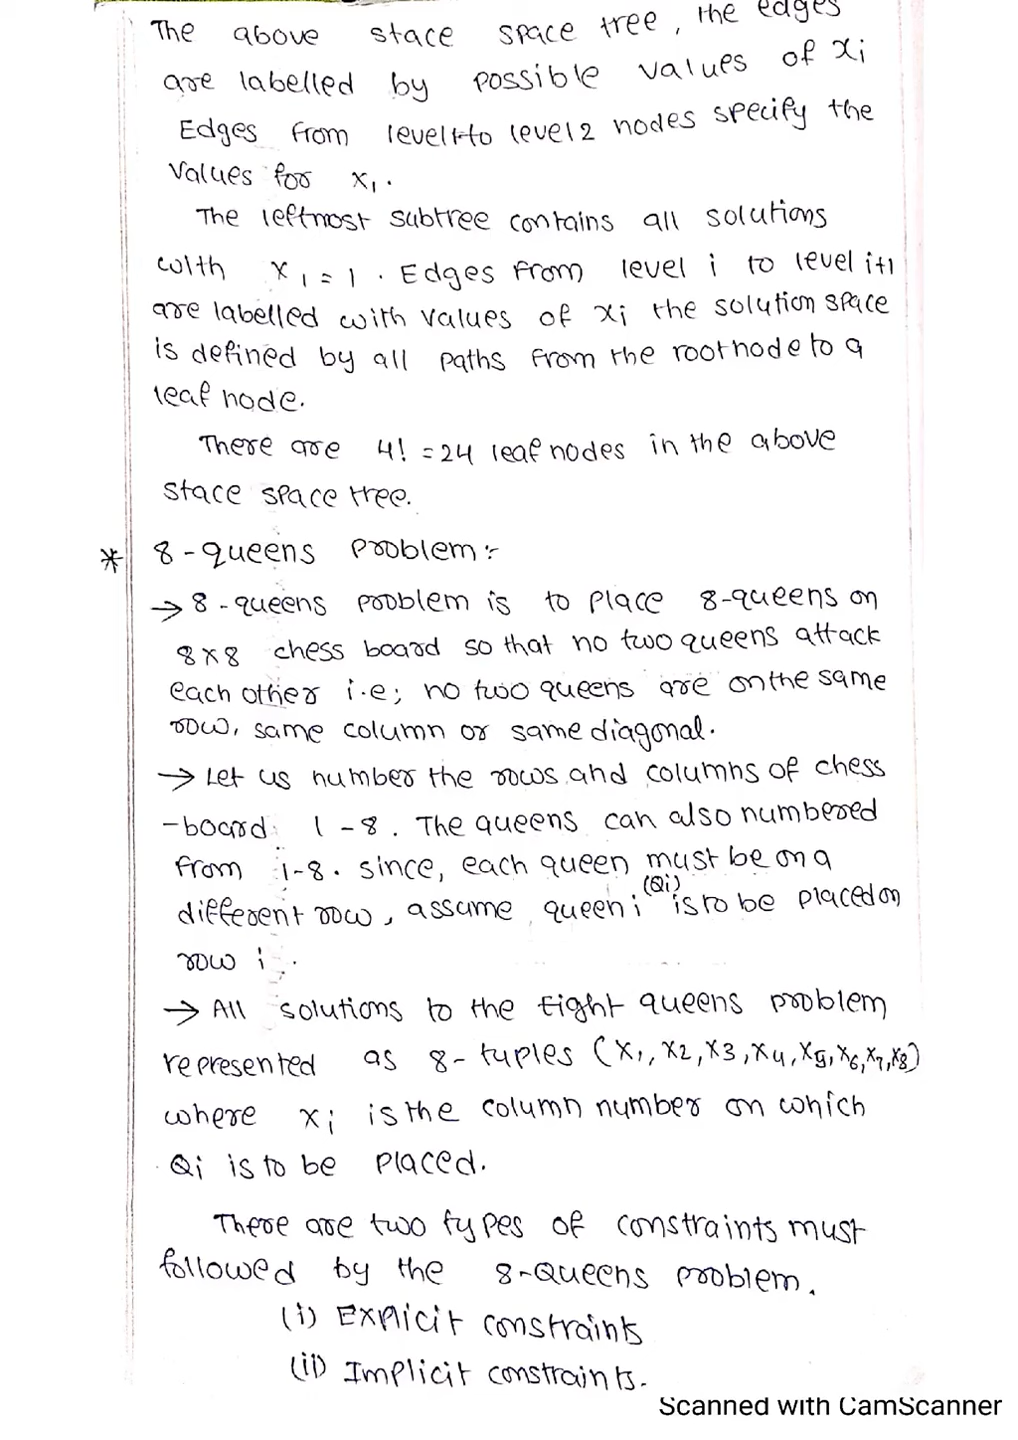 The above stace space tree, the edges
are labelled by possible values of xi
Edges from level 1 to level 2 nodes specify the
values for x1.
The leftmost subtree contains all solutions
with x1 = 1. Edges from level i to level i+1
are labelled with values of xi the solution space
is defined by all paths from the root node to a
leaf node.
There are 4! = 24 leaf nodes in the above
stace space tree.
* 8-queens problem:-
→ 8-queens problem is to place 8-queens on
8x8 chess board so that no two queens attack
each other i.e; no two queens are on the same
row, same column or same diagonal.
→ Let us number the rows and columns of chess
-board 1-8. The queens can also numbered
from 1-8. since, each queen must be on a
different row, assume queen i (Qi) is to be placed on
row i.
→ All solutions to the Eight queens problem
represented as 8-tuples (x1, x2, x3, x4, x5, x6, x7, x8)
where xi is the column number on which
Qi is to be placed.
There are two types of constraints must
followed by the 8-Queens problem.
(i) Explicit constraints
(ii) Implicit constraints.
Scanned with CamScanner